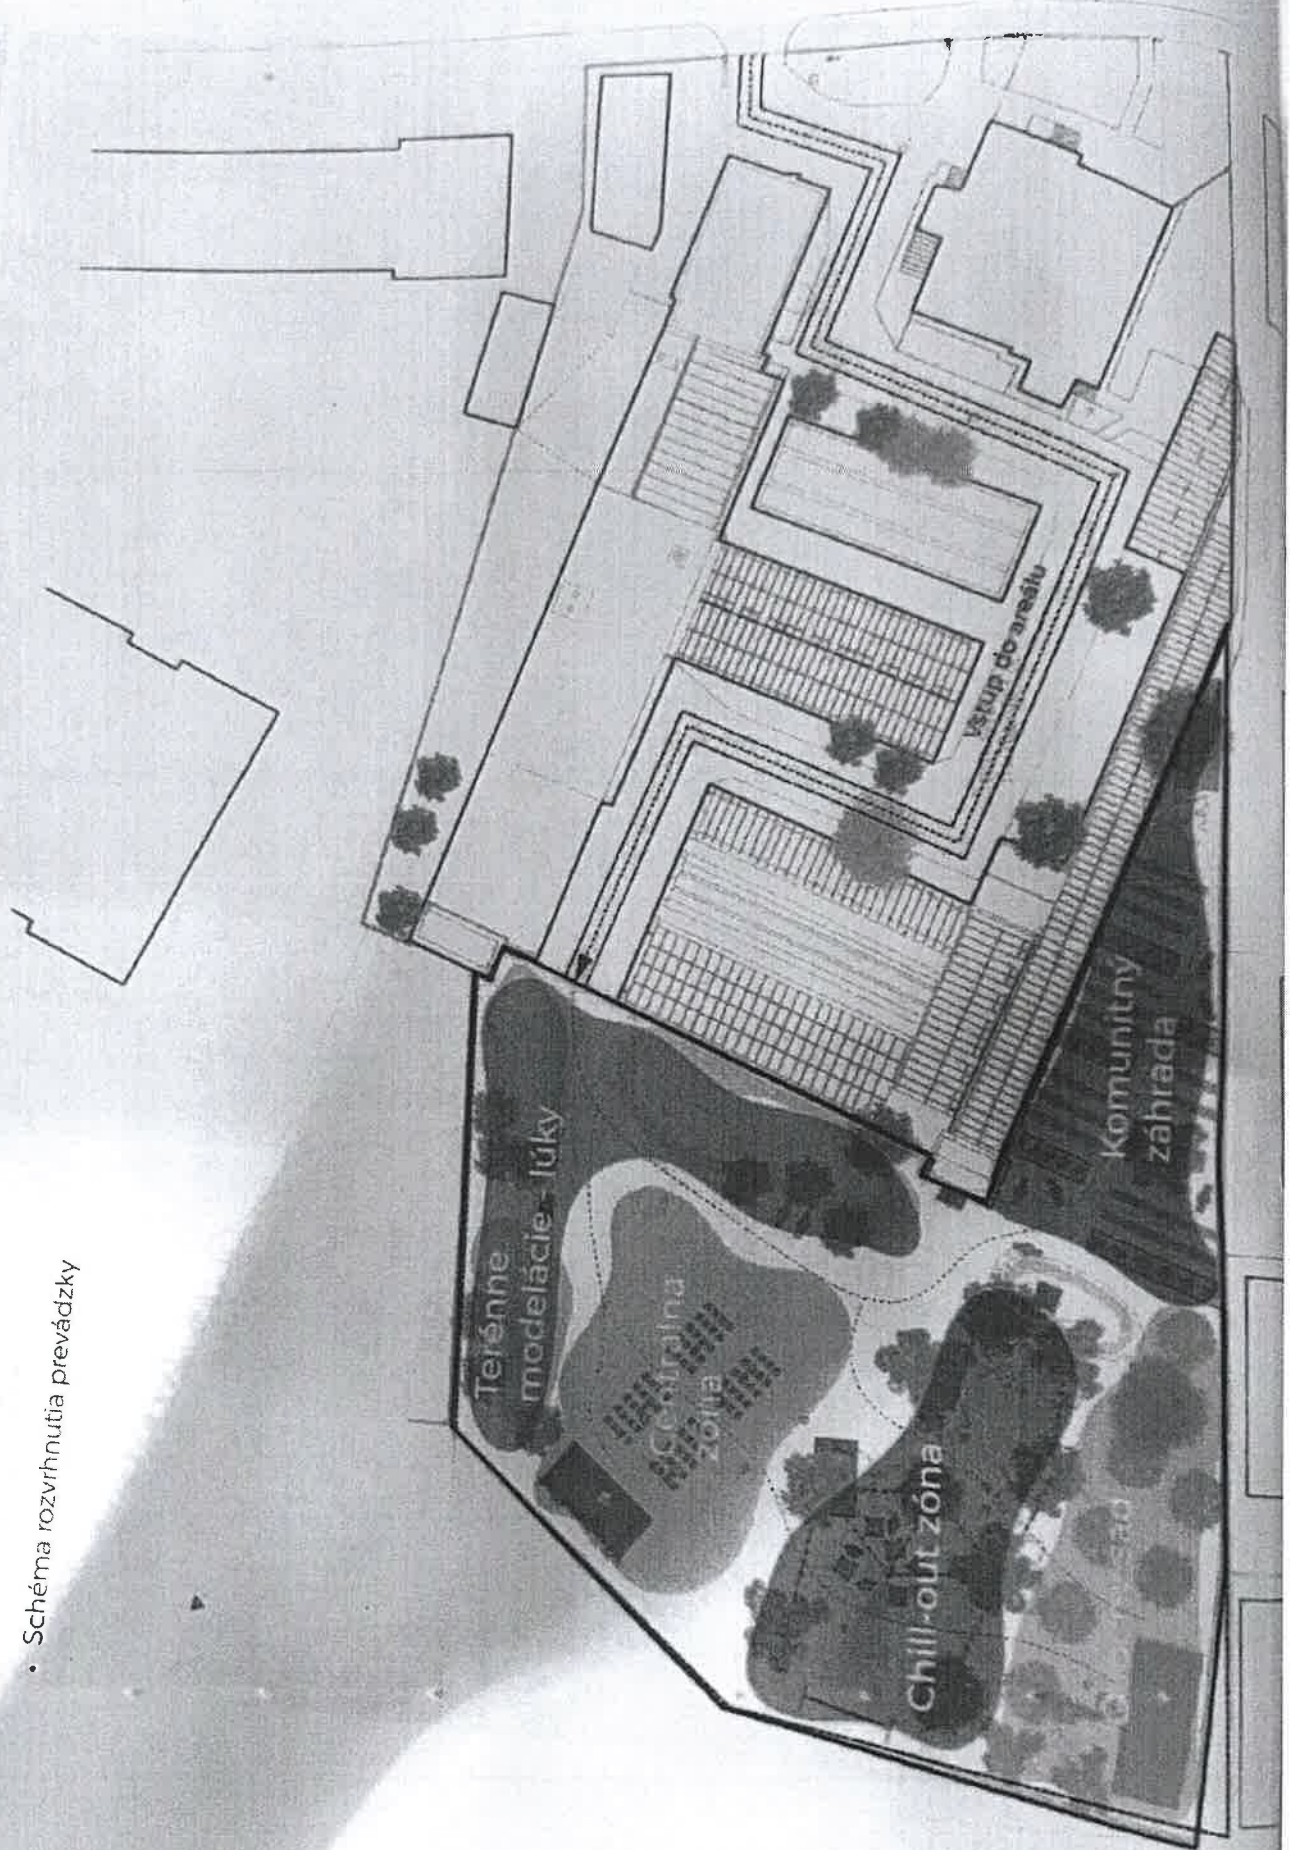 • Schéma rozvrhnutia prevádzky
Terénne
modelácie - lúky
Centrálna
zóna
Chill-out zóna
Komunitný
záhrada
Vstup do areálu